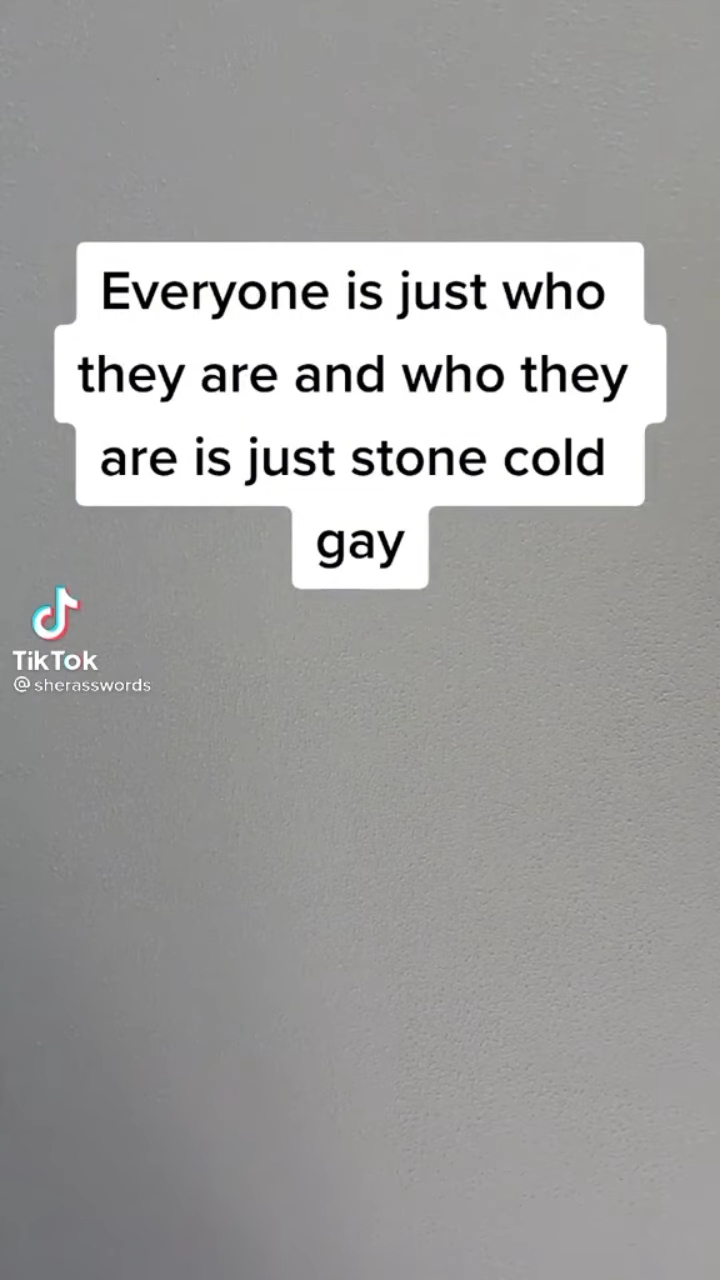 Everyone is just who
they are and who they
are is just stone cold
gay
TikTok
@sherasswords